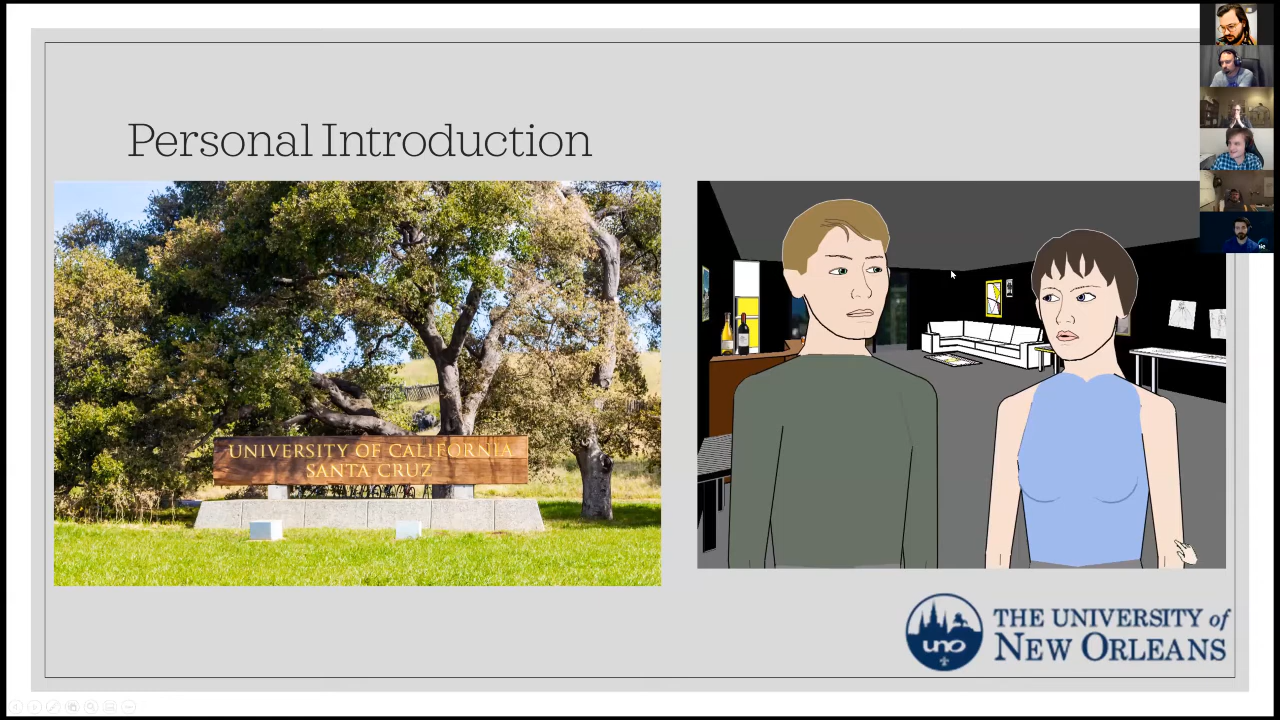 Personal Introduction
UNIVERSITY OF CALIFORNIA
SANTA CRUZ
uno
THE UNIVERSITY of
NEW ORLEANS